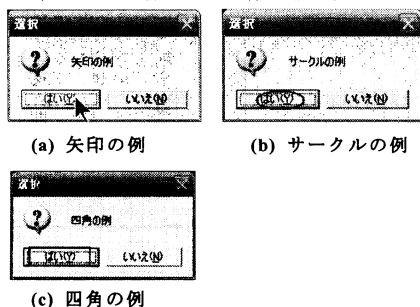 選択
矢印の例
はい(Y) いいえ(N)
(a) 矢印の例
選択
サークルの例
はい(Y) いいえ(N)
(b) サークルの例
選択
四角の例
はい(Y) いいえ(N)
(c) 四角の例